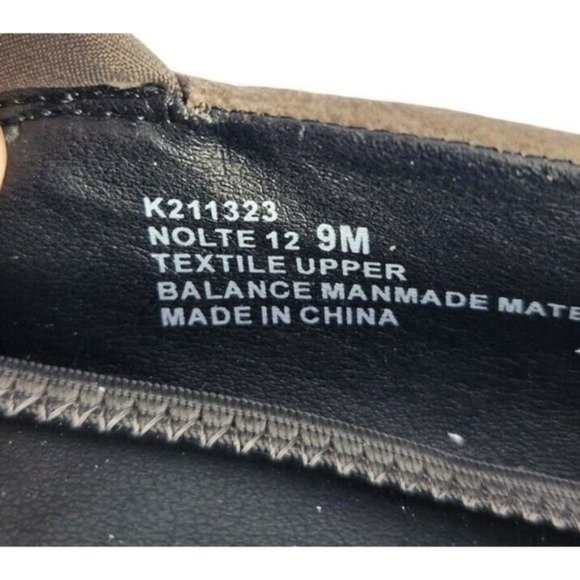 K211323
NOLTE 12 9M
TEXTILE UPPER
BALANCE MANMADE MATE
MADE IN CHINA